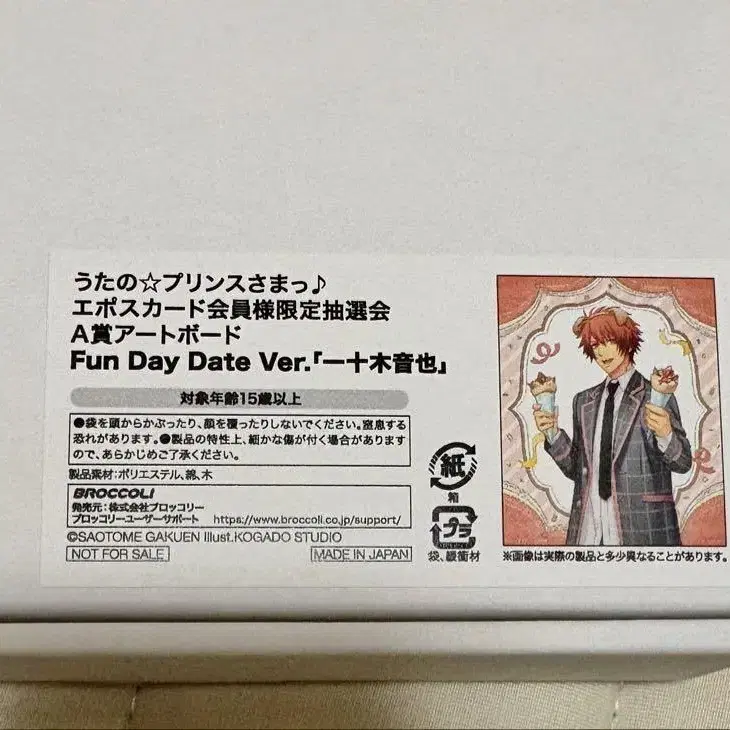 うたの☆プリンスさまっ♪
エポスカード会員様限定抽選会
A賞アートボード
Fun Day Date Ver.「一十木音也」
対象年齢15歳以上
●袋を頭からかぶったり、顔を覆ったりしないでください。窒息する
恐れがあります。●製品の特性上、細かな傷が付く場合があります
ので、あらかじめご了承ください。
製品素材:ポリエステル、綿、木
BROCCOLI
発売元:株式会社ブロッコリー
ブロッコリーユーザーサポート https://www.broccoli.co.jp/support/
©SAOTOME GAKUEN Illust.KOGADO STUDIO
NOT FOR SALE
MADE IN JAPAN
紙
箱
プラ
袋、緩衝材
※画像は実際の製品と多少異なることがあります。